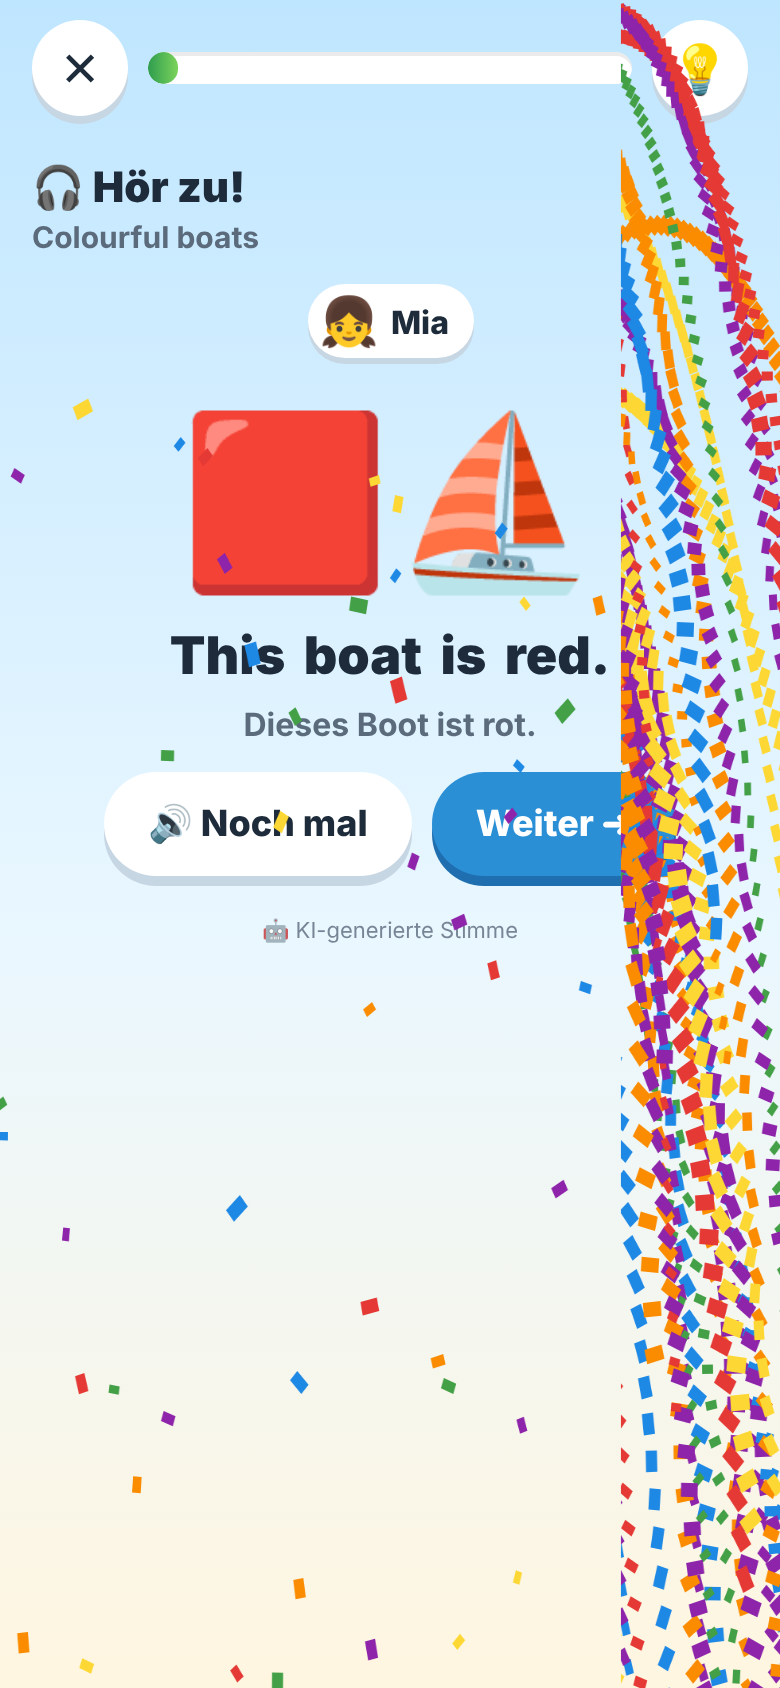 Hör zu!
Colourful boats
Mia
This boat is red.
Dieses Boot ist rot.
Noch mal
Weiter →
KI-generierte Stimme